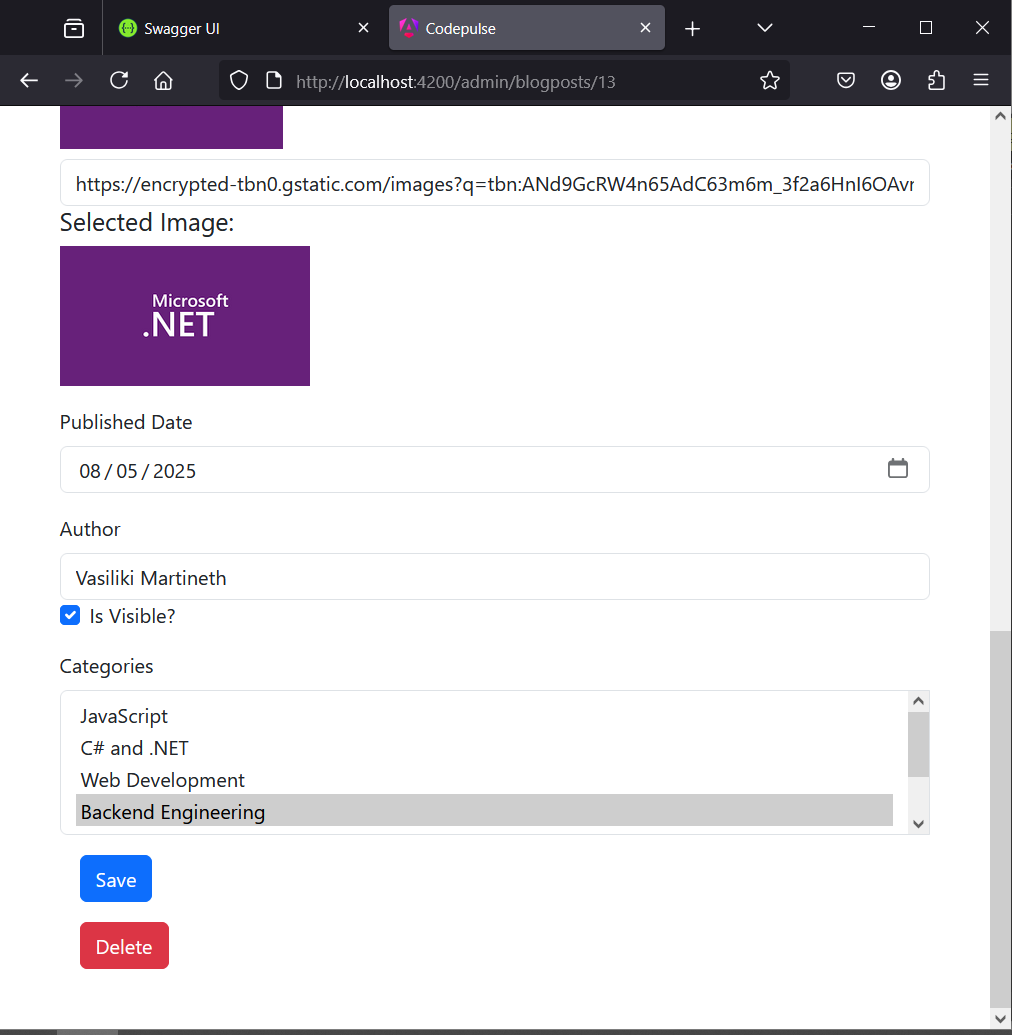 Swagger UI
Codepulse
http://localhost:4200/admin/blogposts/13
https://encrypted-tbn0.gstatic.com/images?q=tbn:ANd9GcRW4n65AdC63m6m_3f2a6HnI6OAvr
Selected Image:
Microsoft
.NET
Published Date
08 / 05 / 2025
Author
Vasiliki Martineth
Is Visible?
Categories
JavaScript
C# and .NET
Web Development
Backend Engineering
Save
Delete